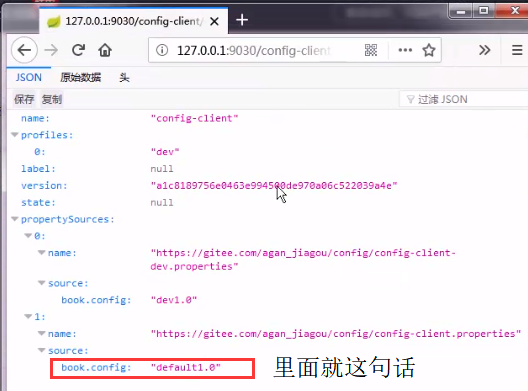 127.0.0.1:9030/config-client/
127.0.0.1:9030/config-client
JSON 原始数据 头
保存 复制 过滤 JSON
name: "config-client"
profiles:
0: "dev"
label: null
version: "a1c8189756e0463e994500de970a06c522039a4e"
state: null
propertySources:
0:
name: "https://gitee.com/agan_jiagou/config/config-client-
dev.properties"
source:
book.config: "dev1.0"
1:
name: "https://gitee.com/agan_jiagou/config/config-client.properties"
source:
book.config: "default1.0" 里面就这句话